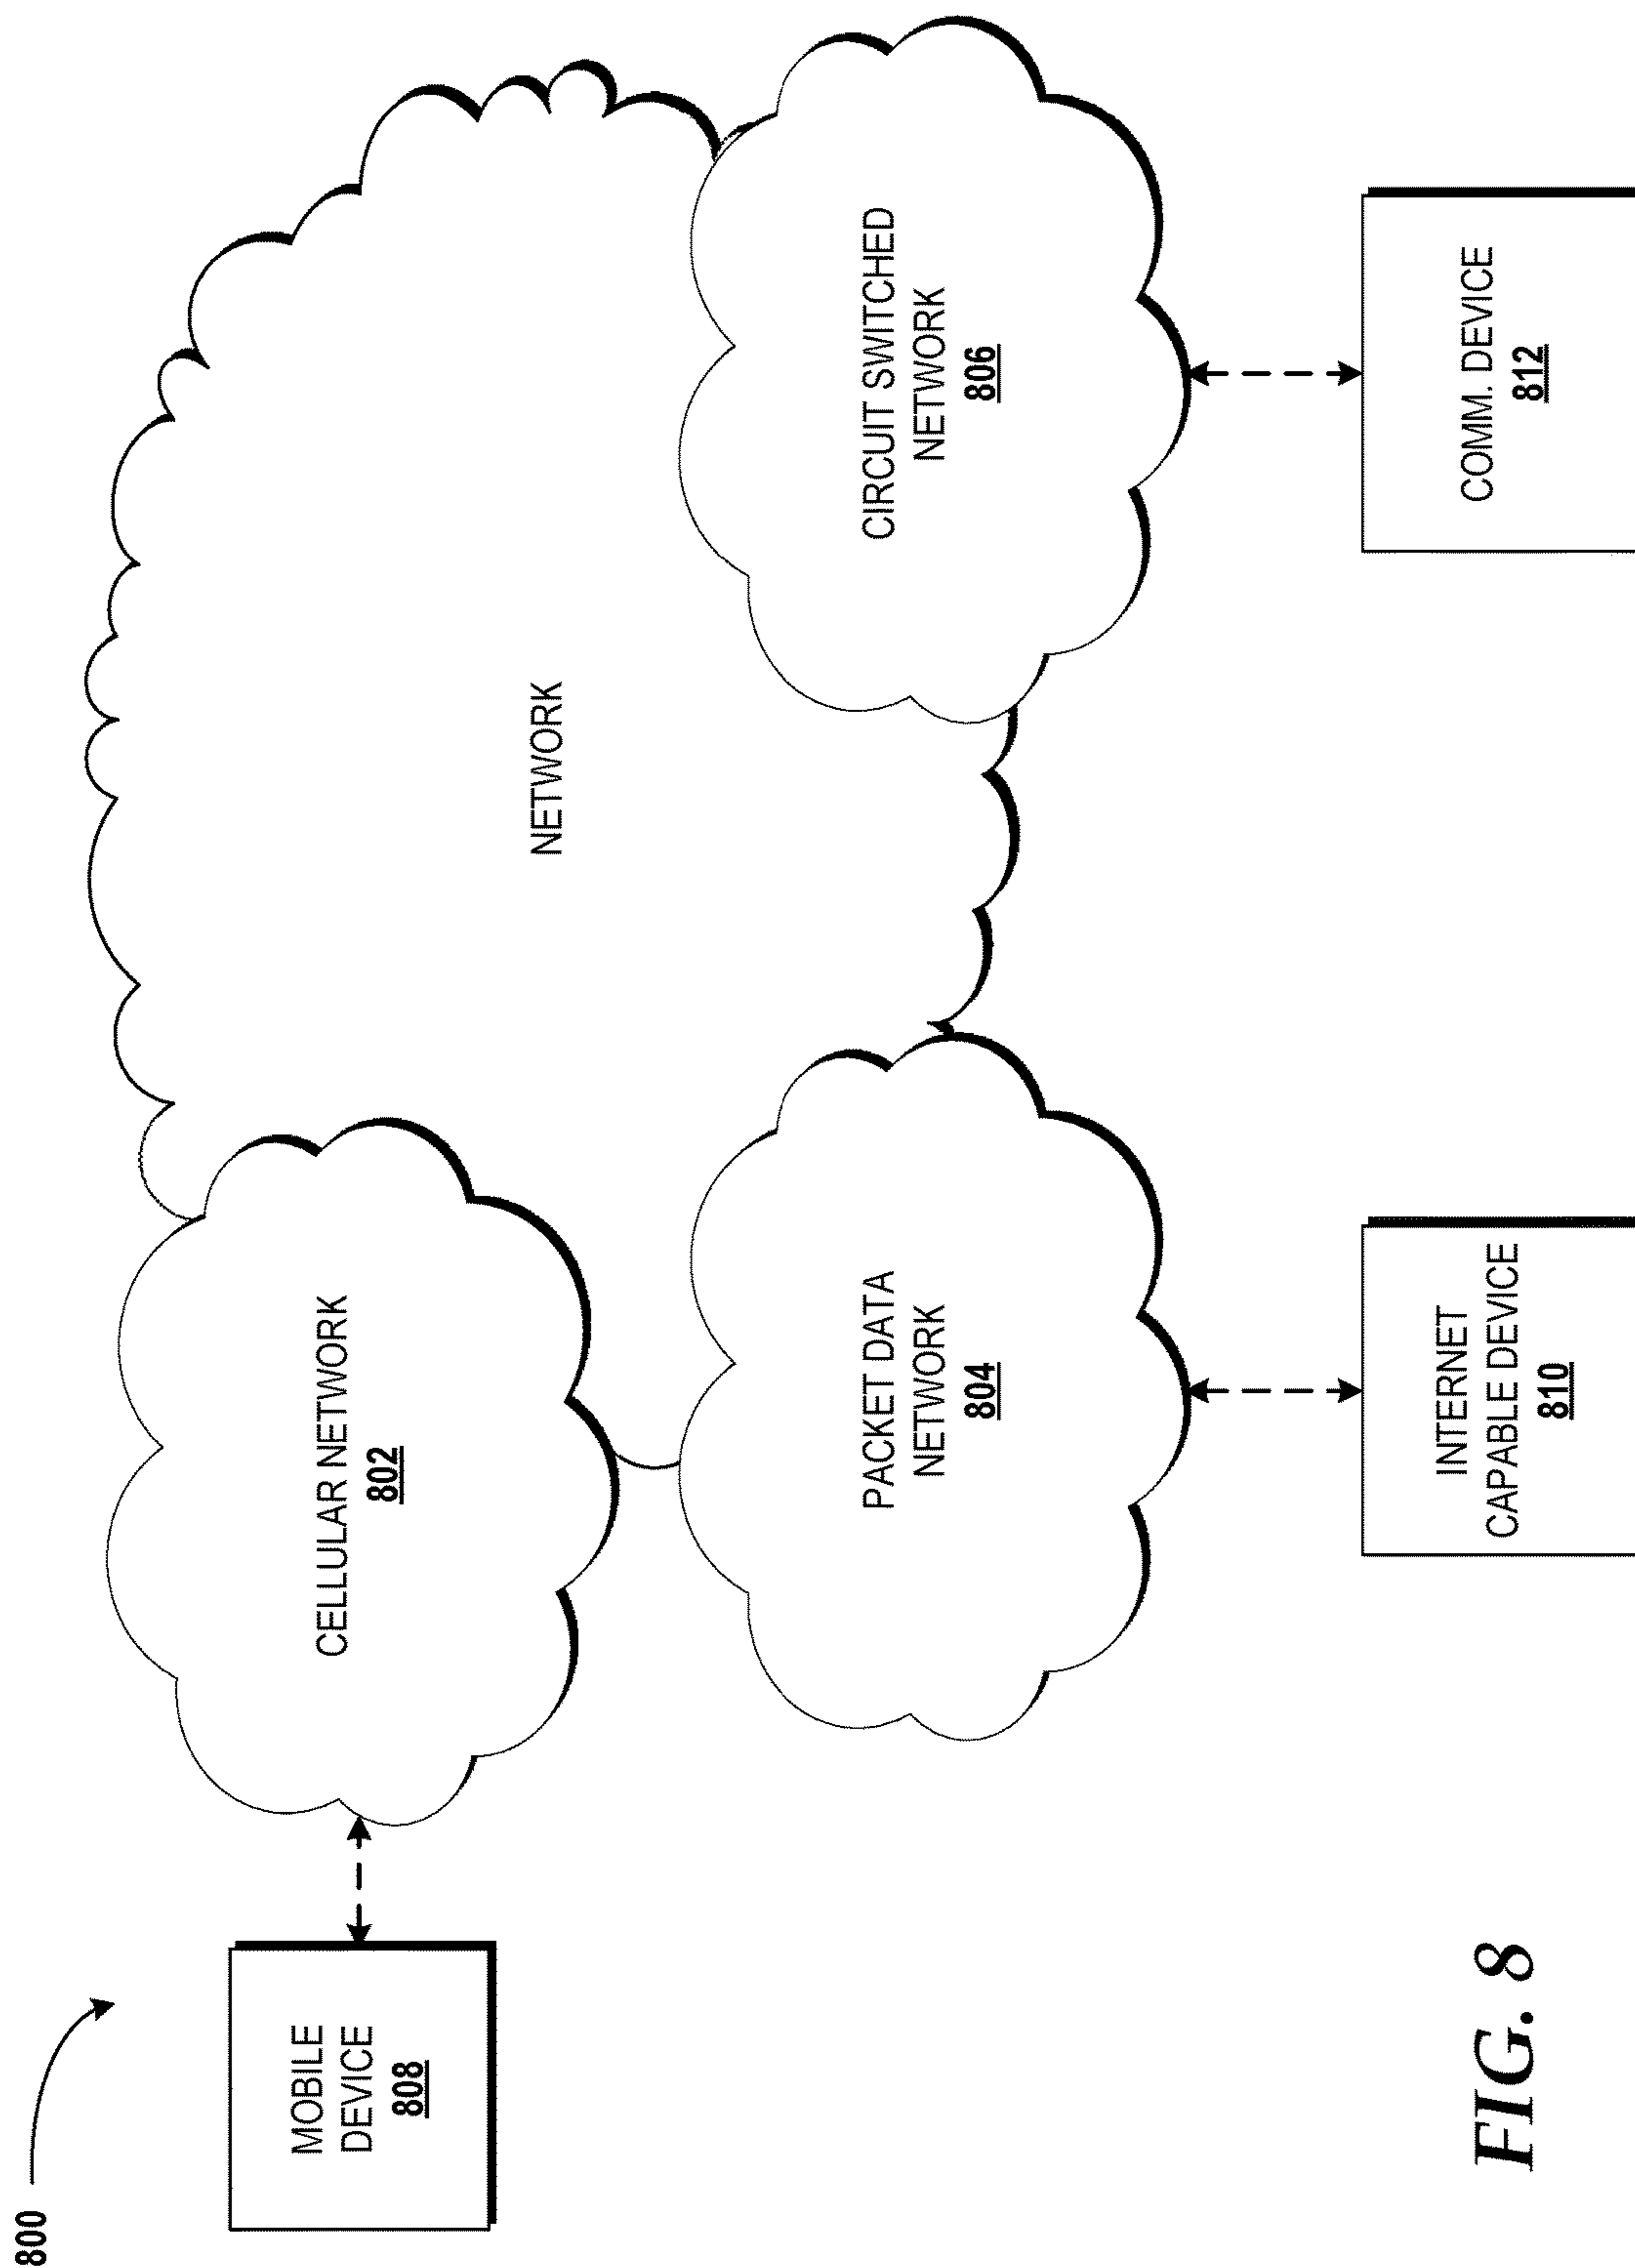 800
MOBILE
DEVICE
808
CELLULAR NETWORK
802
NETWORK
PACKET DATA
NETWORK
804
CIRCUIT SWITCHED
NETWORK
806
INTERNET
CAPABLE DEVICE
810
COMM. DEVICE
812
FIG. 8